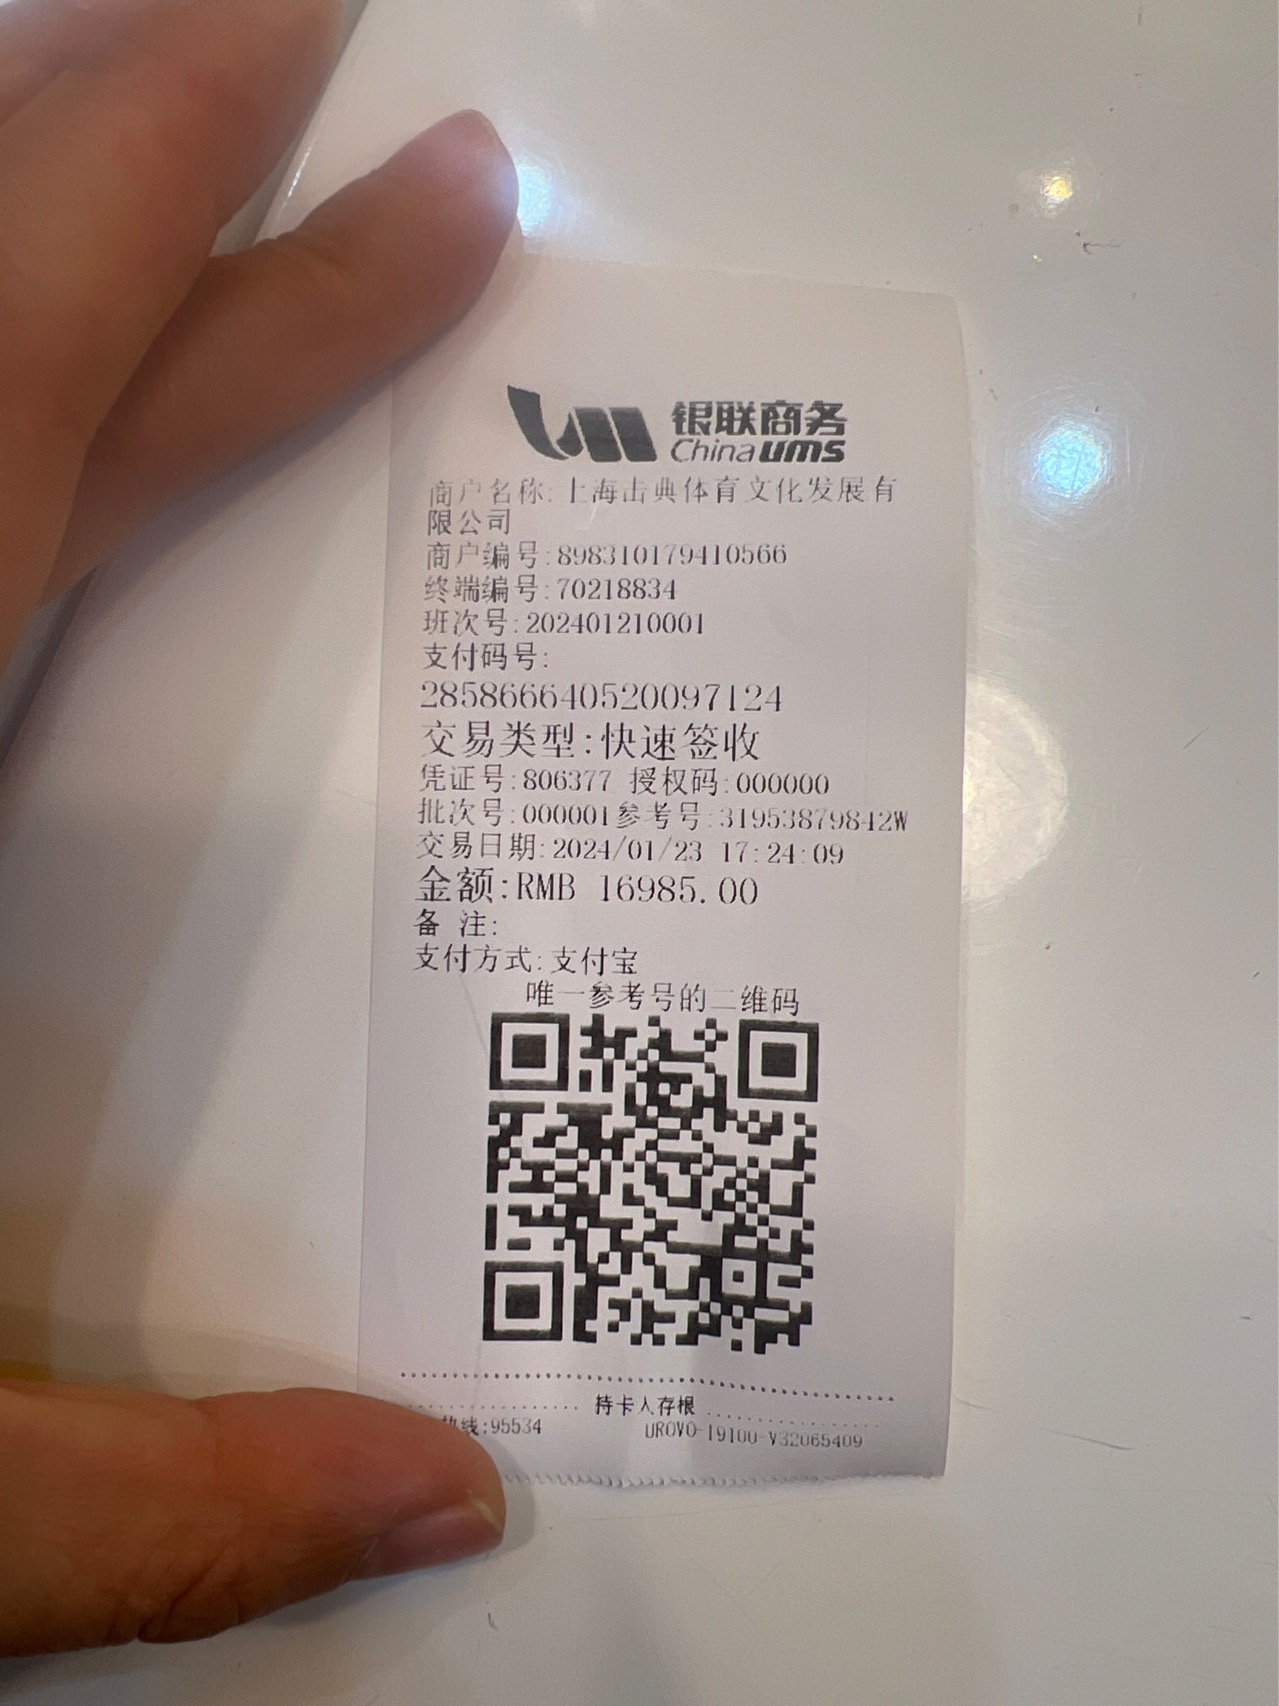 银联商务
China ums
商户名称:上海击典体育文化发展有
限公司
商户编号:898310179410566
终端编号:70218834
班次号:202401210001
支付码号:
285866640520097124
交易类型:快速签收
凭证号:806377 授权码:000000
批次号:000001参考号:31953879842W
交易日期:2024/01/23 17:24:09
金额:RMB 16985.00
备 注:
支付方式:支付宝
唯一参考号的二维码
持卡人存根
热线:95534 UROVO-I9100-V32065409